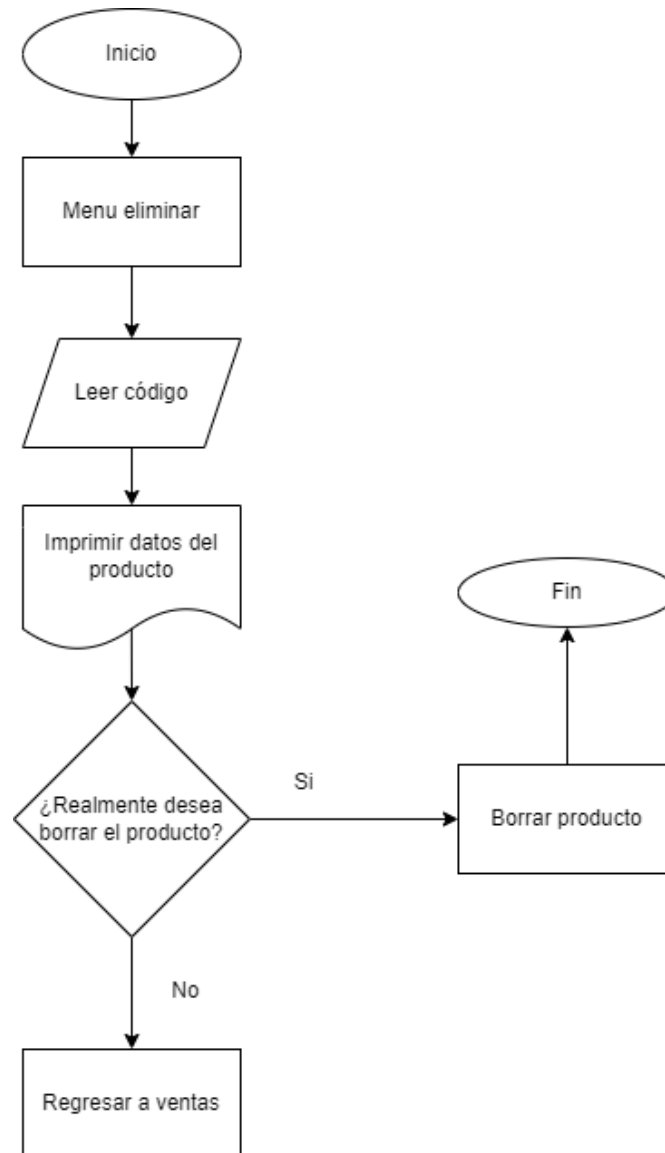 Inicio
Menu eliminar
Leer código
Imprimir datos del
producto
Fin
¿Realmente desea
borrar el producto?
Si
Borrar producto
No
Regresar a ventas